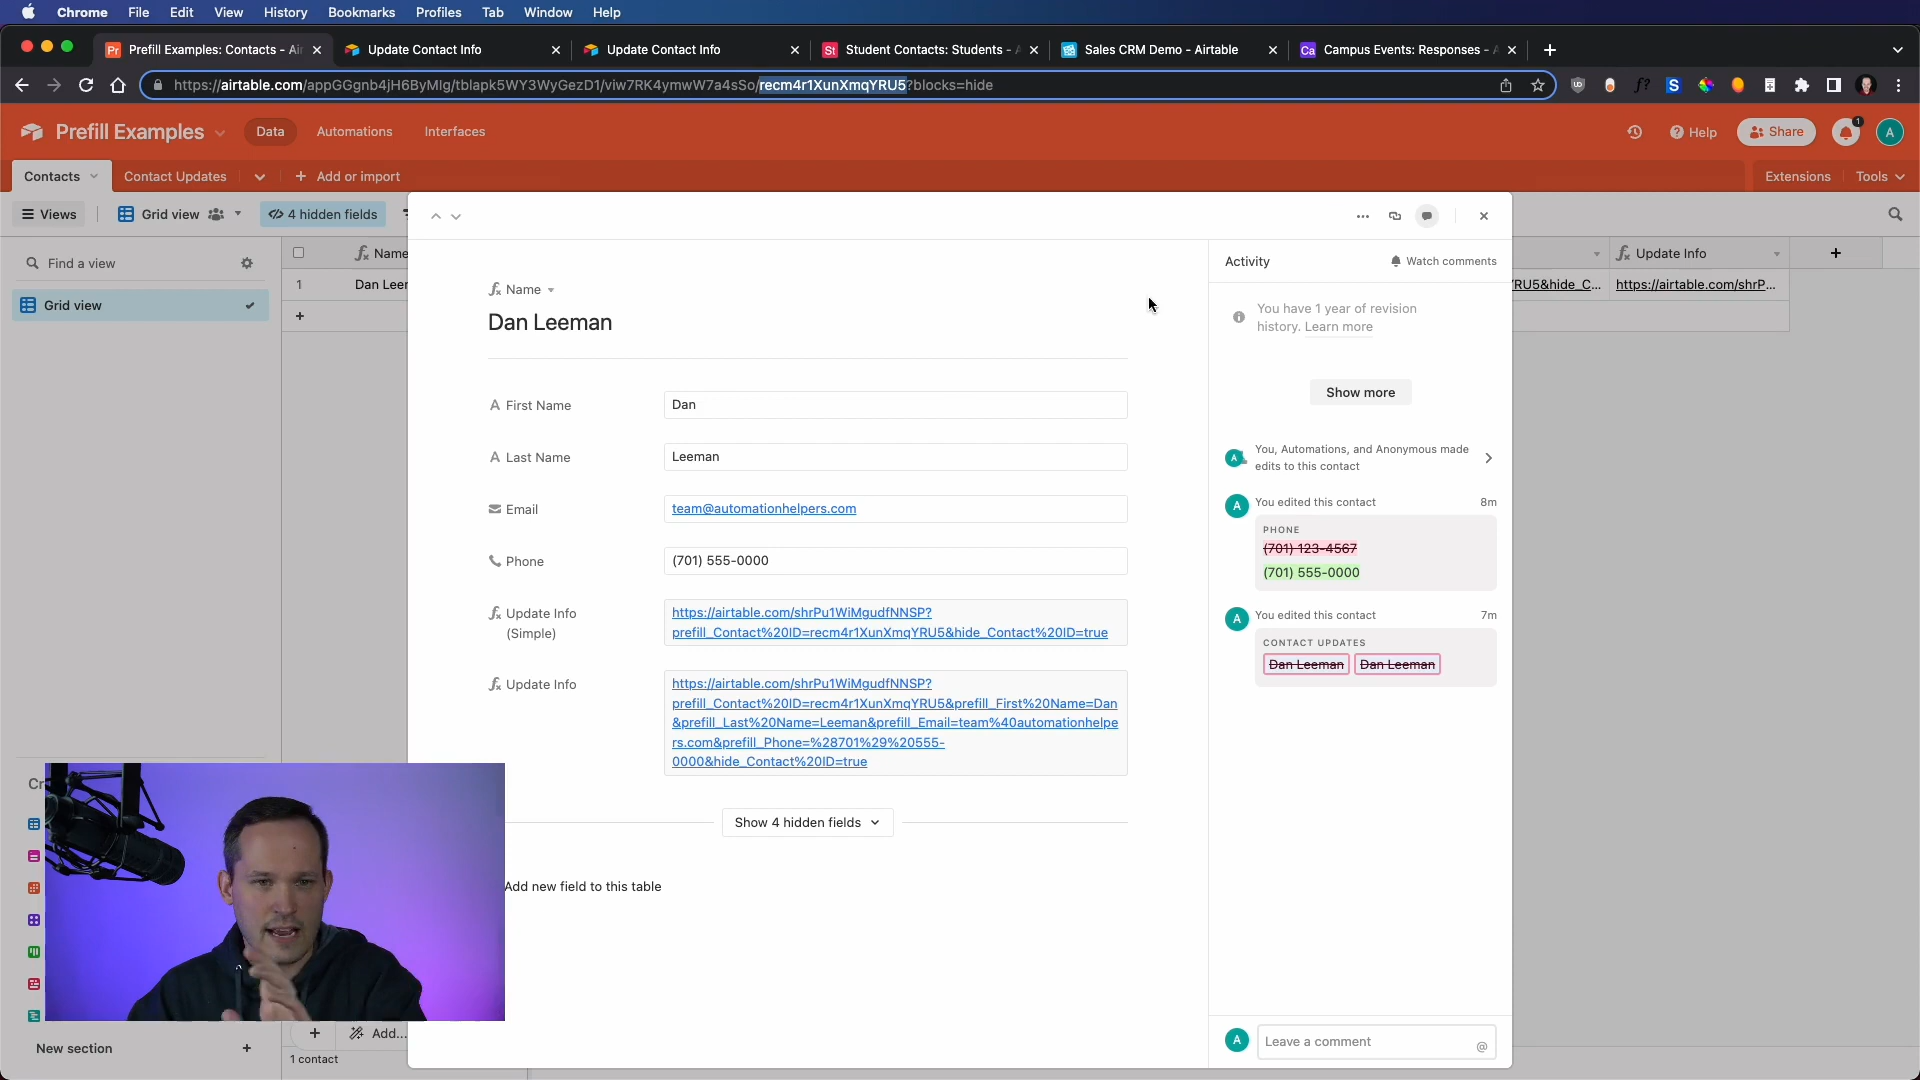 Chrome File Edit View History Bookmarks Profiles Tab Window Help
Prefill Examples: Contacts - Air
Update Contact Info
Update Contact Info
Student Contacts: Students - A
Sales CRM Demo - Airtable
Campus Events: Responses - A
https://airtable.com/appGGgnb4jH6ByMIg/tblapk5WY3WyGezD1/viw7RK4ymwW7a4sSo/recm4r1XunXmqYRU5?blocks=hide
Prefill Examples
Data
Automations
Interfaces
Help
Share
1
A
Contacts
Contact Updates
Add or import
Extensions
Tools
Views
Grid view
4 hidden fields
Find a view
Grid view
Name
1
Dan Leer
Update Info
RU5&hide_C...
https://airtable.com/shrP...
Name
Dan Leeman
First Name
Dan
Last Name
Leeman
Email
team@automationhelpers.com
Phone
(701) 555-0000
Update Info
(Simple)
https://airtable.com/shrPu1WiMgudfNNSP?
prefill_Contact%20ID=recm4r1XunXmqYRU5&hide_Contact%20ID=true
Update Info
https://airtable.com/shrPu1WiMgudfNNSP?
prefill_Contact%20ID=recm4r1XunXmqYRU5&prefill_First%20Name=Dan
&prefill_Last%20Name=Leeman&prefill_Email=team%40automationhelpe
rs.com&prefill_Phone=%28701%29%20555-
0000&hide_Contact%20ID=true
Show 4 hidden fields
Add new field to this table
Activity
Watch comments
You have 1 year of revision
history. Learn more
Show more
A
You, Automations, and Anonymous made
edits to this contact
A
You edited this contact
8m
PHONE
(701) 123-4567
(701) 555-0000
A
You edited this contact
7m
CONTACT UPDATES
Dan Leeman Dan Leeman
A
Leave a comment
@
Cr
New section
Add...
1 contact